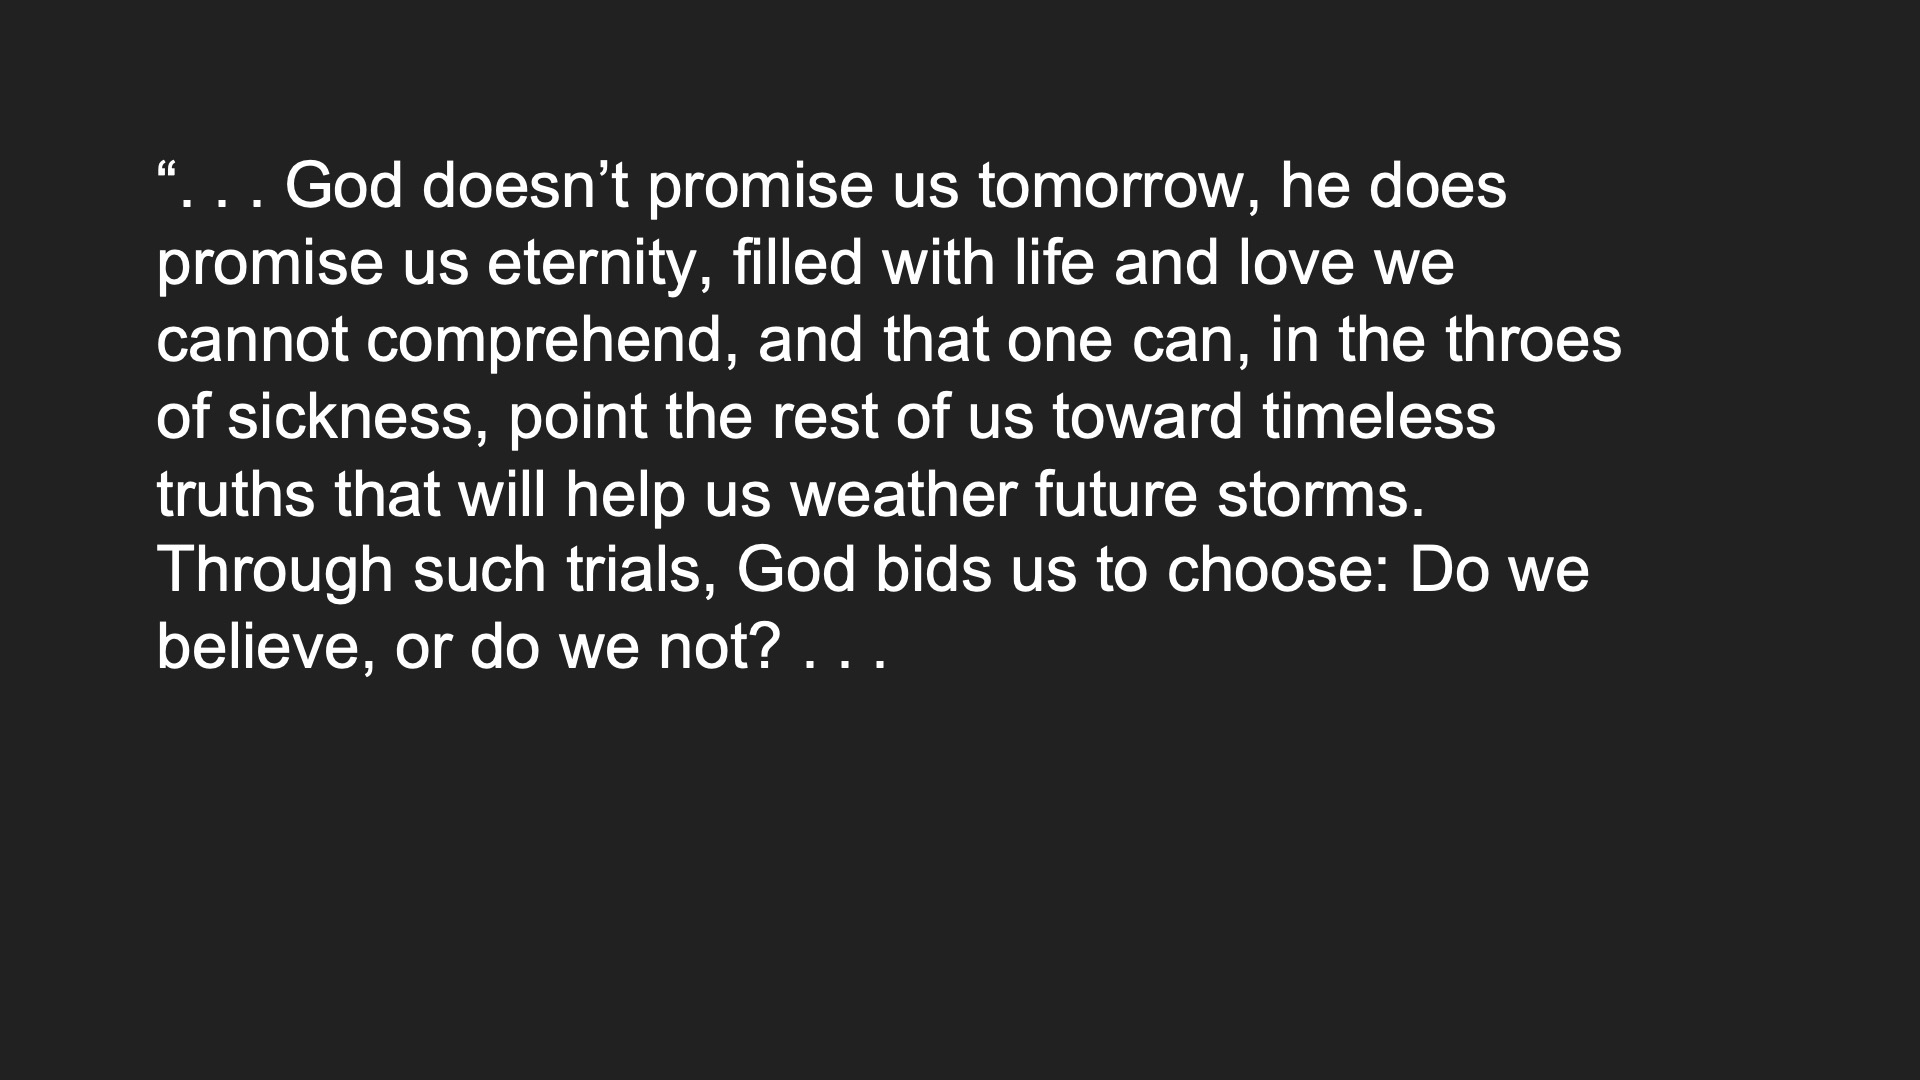 “. . . God doesn’t promise us tomorrow, he does
promise us eternity, filled with life and love we
cannot comprehend, and that one can, in the throes
of sickness, point the rest of us toward timeless
truths that will help us weather future storms.
Through such trials, God bids us to choose: Do we
believe, or do we not? . . .